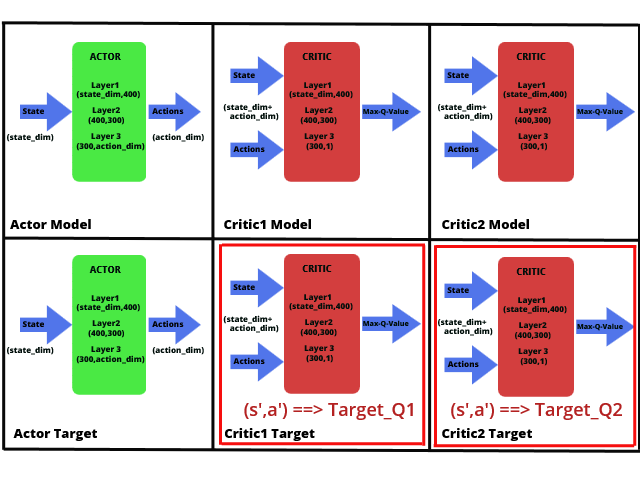 ACTOR
Layer1
(state_dim,400)
Layer2
(400,300)
Layer 3
(300,action_dim)
State
(state_dim)
Actions
(action_dim)
Actor Model
CRITIC
Layer1
(state_dim,400)
Layer2
(400,300)
Layer 3
(300,1)
State
(state_dim+
action_dim)
Actions
Max-Q-Value
Critic1 Model
CRITIC
Layer1
(state_dim,400)
Layer2
(400,300)
Layer 3
(300,1)
State
(state_dim+
action_dim)
Actions
Max-Q-Value
Critic2 Model
ACTOR
Layer1
(state_dim,400)
Layer2
(400,300)
Layer 3
(300,action_dim)
State
(state_dim)
Actions
(action_dim)
Actor Target
CRITIC
Layer1
(state_dim,400)
Layer2
(400,300)
Layer 3
(300,1)
State
(state_dim+
action_dim)
Actions
Max-Q-Value
(s',a') ==> Target_Q1
Critic1 Target
CRITIC
Layer1
(state_dim,400)
Layer2
(400,300)
Layer 3
(300,1)
State
(state_dim+
action_dim)
Actions
Max-Q-Value
(s',a') ==> Target_Q2
Critic2 Target